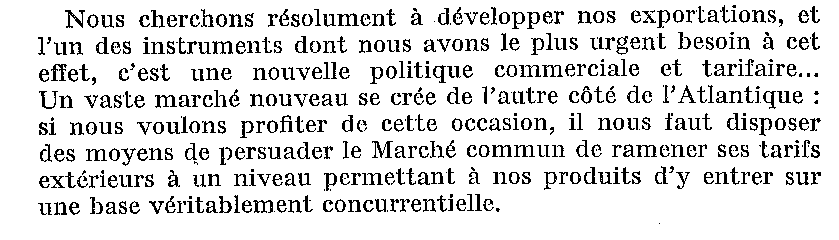 Nous cherchons résolument à développer nos exportations, et
l'un des instruments dont nous avons le plus urgent besoin à cet
effet, c'est une nouvelle politique commerciale et tarifaire...
Un vaste marché nouveau se crée de l'autre côté de l'Atlantique :
si nous voulons profiter de cette occasion, il nous faut disposer
des moyens de persuader le Marché commun de ramener ses tarifs
extérieurs à un niveau permettant à nos produits d'y entrer sur
une base véritablement concurrentielle.